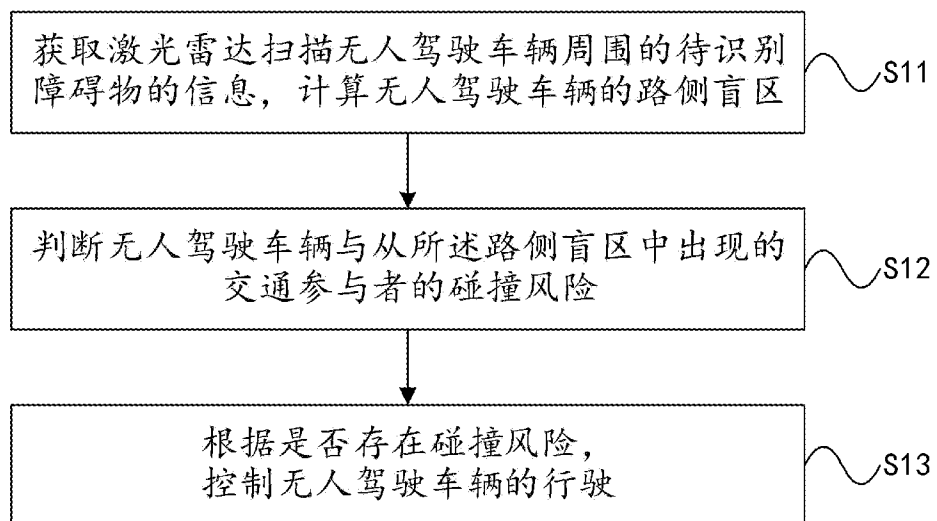 获取激光雷达扫描无人驾驶车辆周围的待识别
障碍物的信息，计算无人驾驶车辆的路侧盲区
S11
判断无人驾驶车辆与从所述路侧盲区中出现的
交通参与者的碰撞风险
S12
根据是否存在碰撞风险，
控制无人驾驶车辆的行驶
S13